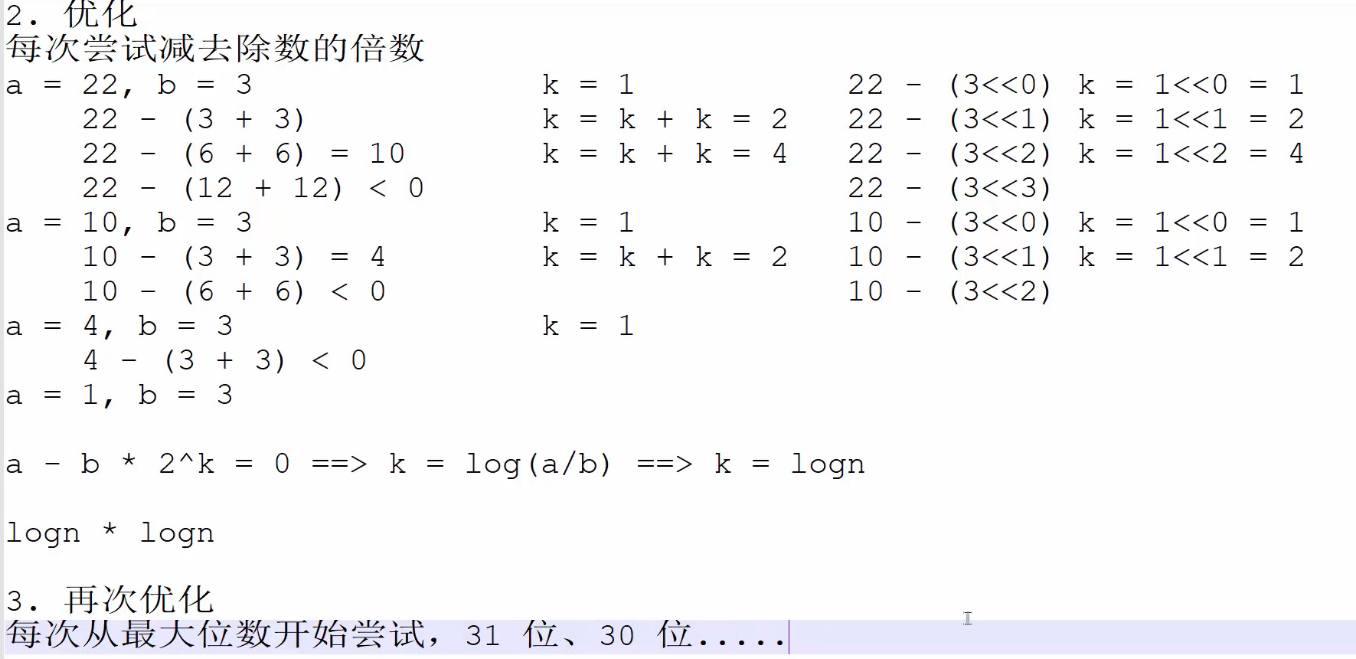 2. 优化
每次尝试减去除数的倍数
a = 22, b = 3 k = 1 22 - (3<<0) k = 1<<0 = 1
22 - (3 + 3) k = k + k = 2 22 - (3<<1) k = 1<<1 = 2
22 - (6 + 6) = 10 k = k + k = 4 22 - (3<<2) k = 1<<2 = 4
22 - (12 + 12) < 0 22 - (3<<3)
a = 10, b = 3 k = 1 10 - (3<<0) k = 1<<0 = 1
10 - (3 + 3) = 4 k = k + k = 2 10 - (3<<1) k = 1<<1 = 2
10 - (6 + 6) < 0 10 - (3<<2)
a = 4, b = 3 k = 1
4 - (3 + 3) < 0
a = 1, b = 3
a - b * 2^k = 0 ==> k = log(a/b) ==> k = logn
logn * logn
3. 再次优化
每次从最大位数开始尝试，31 位、30 位.....